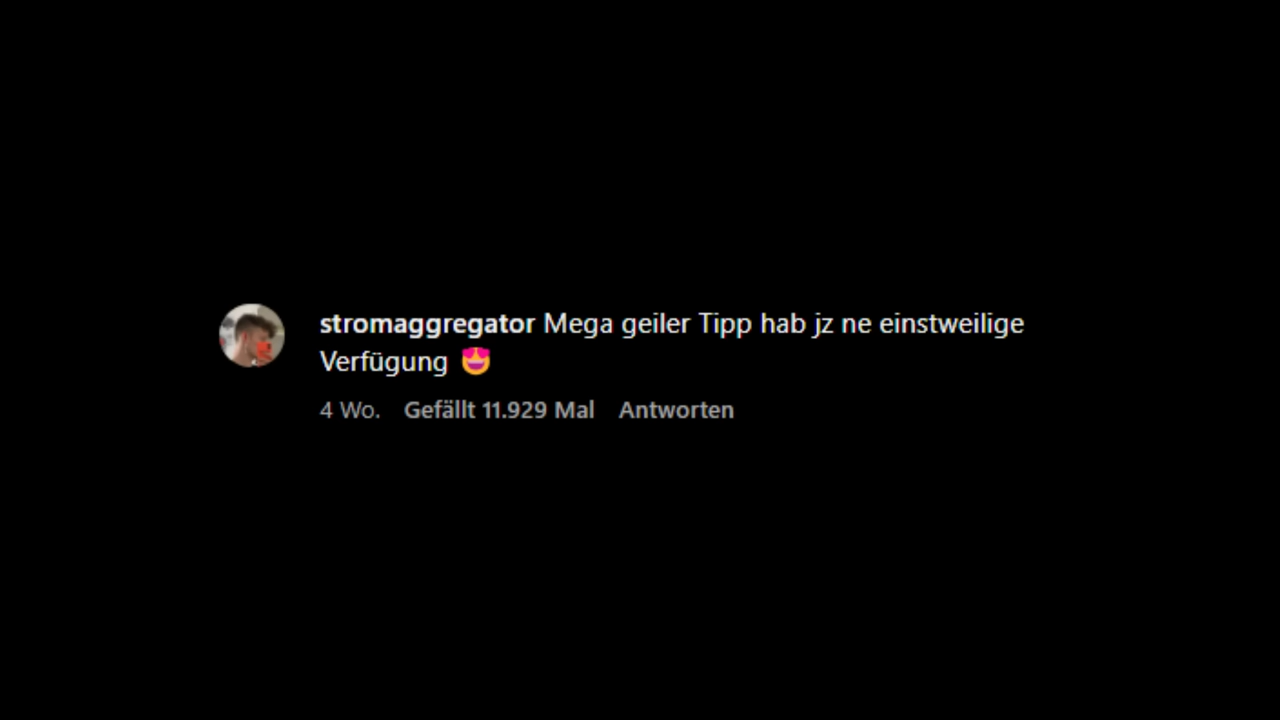 stromaggregator Mega geiler Tipp hab jz ne einstweilige
Verfügung 😍
4 Wo. Gefällt 11.929 Mal Antworten